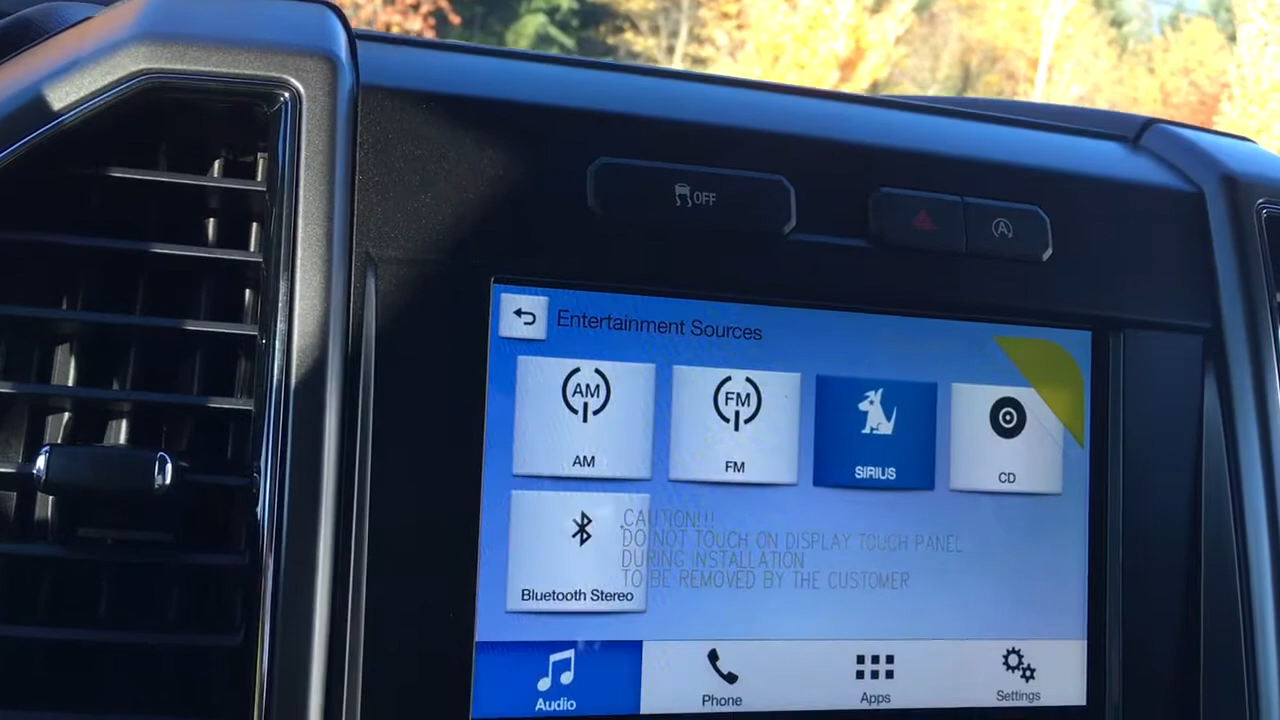 OFF
A
Entertainment Sources
AM
FM
AM
FM
SIRIUS
CD
CAUTION!!!
DO NOT TOUCH ON DISPLAY TOUCH PANEL
DURING INSTALLATION
TO BE REMOVED BY THE CUSTOMER
Bluetooth Stereo
Audio
Phone
Apps
Settings